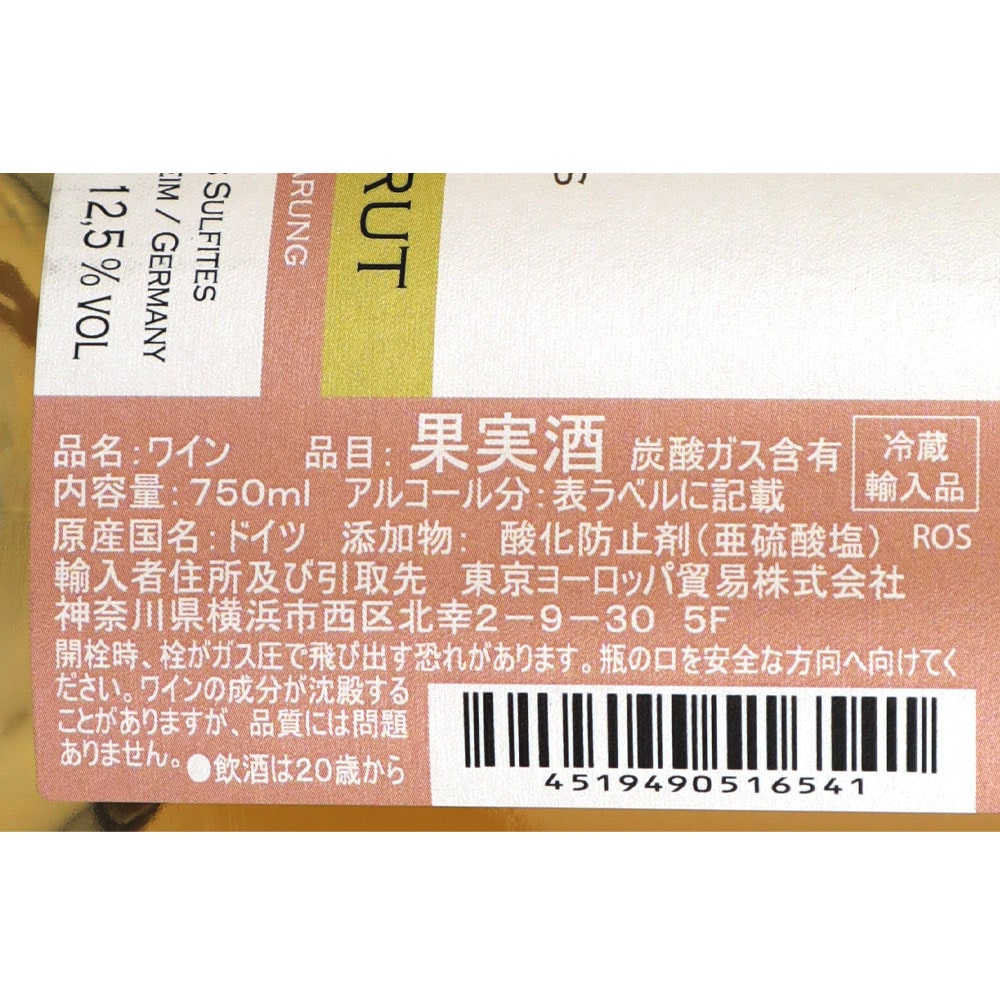 SULFITES
/ GERMANY
12,5 % VOL
品名:ワイン 品目:果実酒 炭酸ガス含有
冷蔵
輸入品
内容量:750ml アルコール分:表ラベルに記載
原産国名:ドイツ 添加物: 酸化防止剤(亜硫酸塩) ROS
輸入者住所及び引取先 東京ヨーロッパ貿易株式会社
神奈川県横浜市西区北幸2-9-30 5F
開栓時、栓がガス圧で飛び出す恐れがあります。瓶の口を安全な方向へ向けてく
ださい。ワインの成分が沈殿する
ことがありますが、品質には問題
ありません。 ●飲酒は20歳から
4519490516541